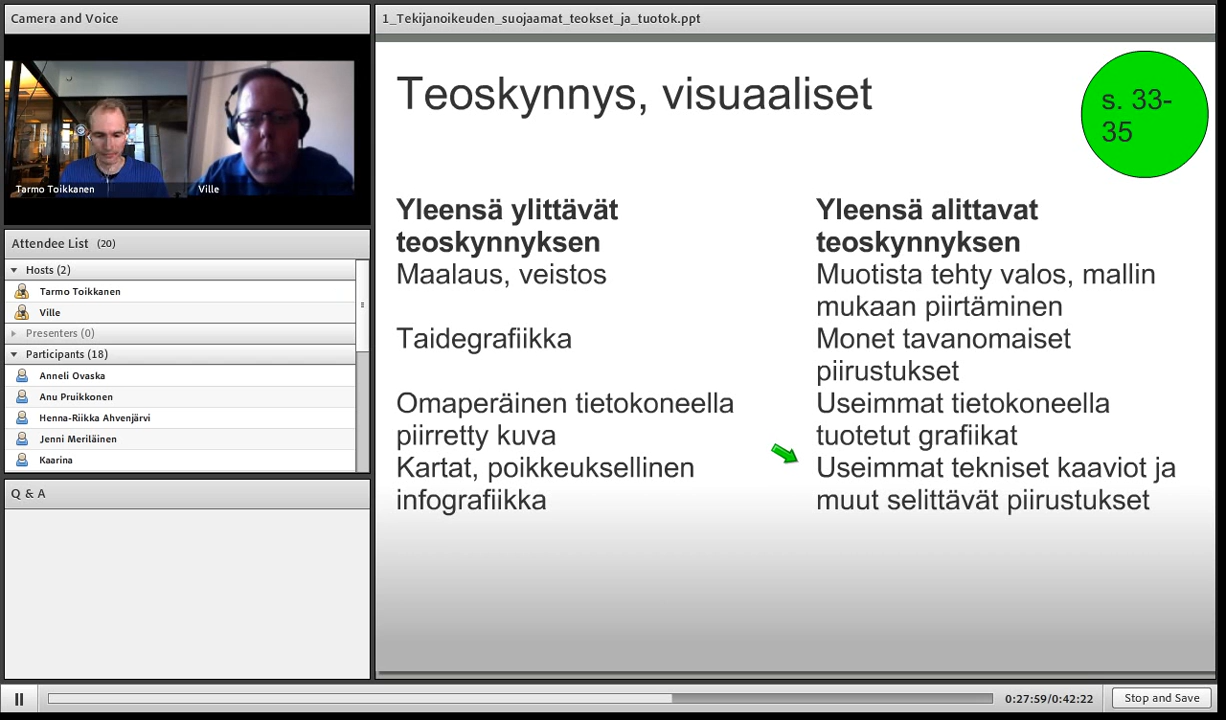 Camera and Voice
Tarmo Toikkanen
Ville
Attendee List (20)
Hosts (2)
Tarmo Toikkanen
Ville
Presenters (0)
Participants (18)
Anneli Ovaska
Anu Pruikkonen
Henna-Riikka Ahvenjärvi
Jenni Meriläinen
Kaarina
Q & A
1_Tekijanoikeuden_suojaamat_teokset_ja_tuotok.ppt
Teoskynnys, visuaaliset
s. 33-
35
Yleensä ylittävät
teoskynnyksen
Maalaus, veistos
Taidegrafiikka
Omaperäinen tietokoneella
piirretty kuva
Kartat, poikkeuksellinen
infografiikka
Yleensä alittavat
teoskynnyksen
Muotista tehty valos, mallin
mukaan piirtäminen
Monet tavanomaiset
piirustukset
Useimmat tietokoneella
tuotetut grafiikat
Useimmat tekniset kaaviot ja
muut selittävät piirustukset
0:27:59/0:42:22
Stop and Save